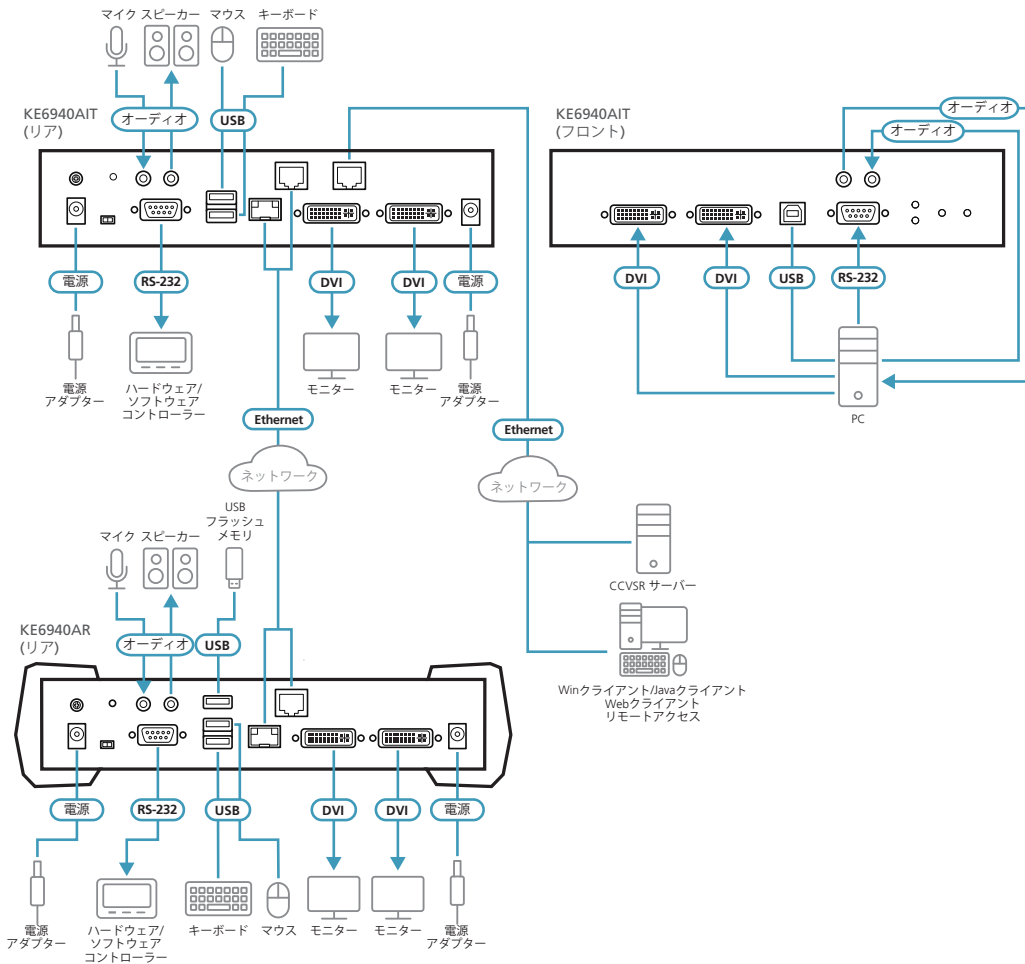 マイク スピーカー マウス キーボード
KE6940AIT
(リア)
オーディオ
USB
電源
RS-232
DVI
DVI
電源
電源
アダプター
ハードウェア/
ソフトウェア
コントローラー
モニター
モニター
電源
アダプター
KE6940AIT
(フロント)
オーディオ
オーディオ
DVI
DVI
USB
RS-232
PC
Ethernet
ネットワーク
Ethernet
ネットワーク
CCVSR サーバー
Winクライアント/Javaクライアント
Webクライアント
リモートアクセス
マイク スピーカー
USB
フラッシュ
メモリ
KE6940AR
(リア)
オーディオ
USB
電源
RS-232
USB
DVI
DVI
電源
電源
アダプター
ハードウェア/
ソフトウェア
コントローラー
キーボード
マウス
モニター
モニター
電源
アダプター